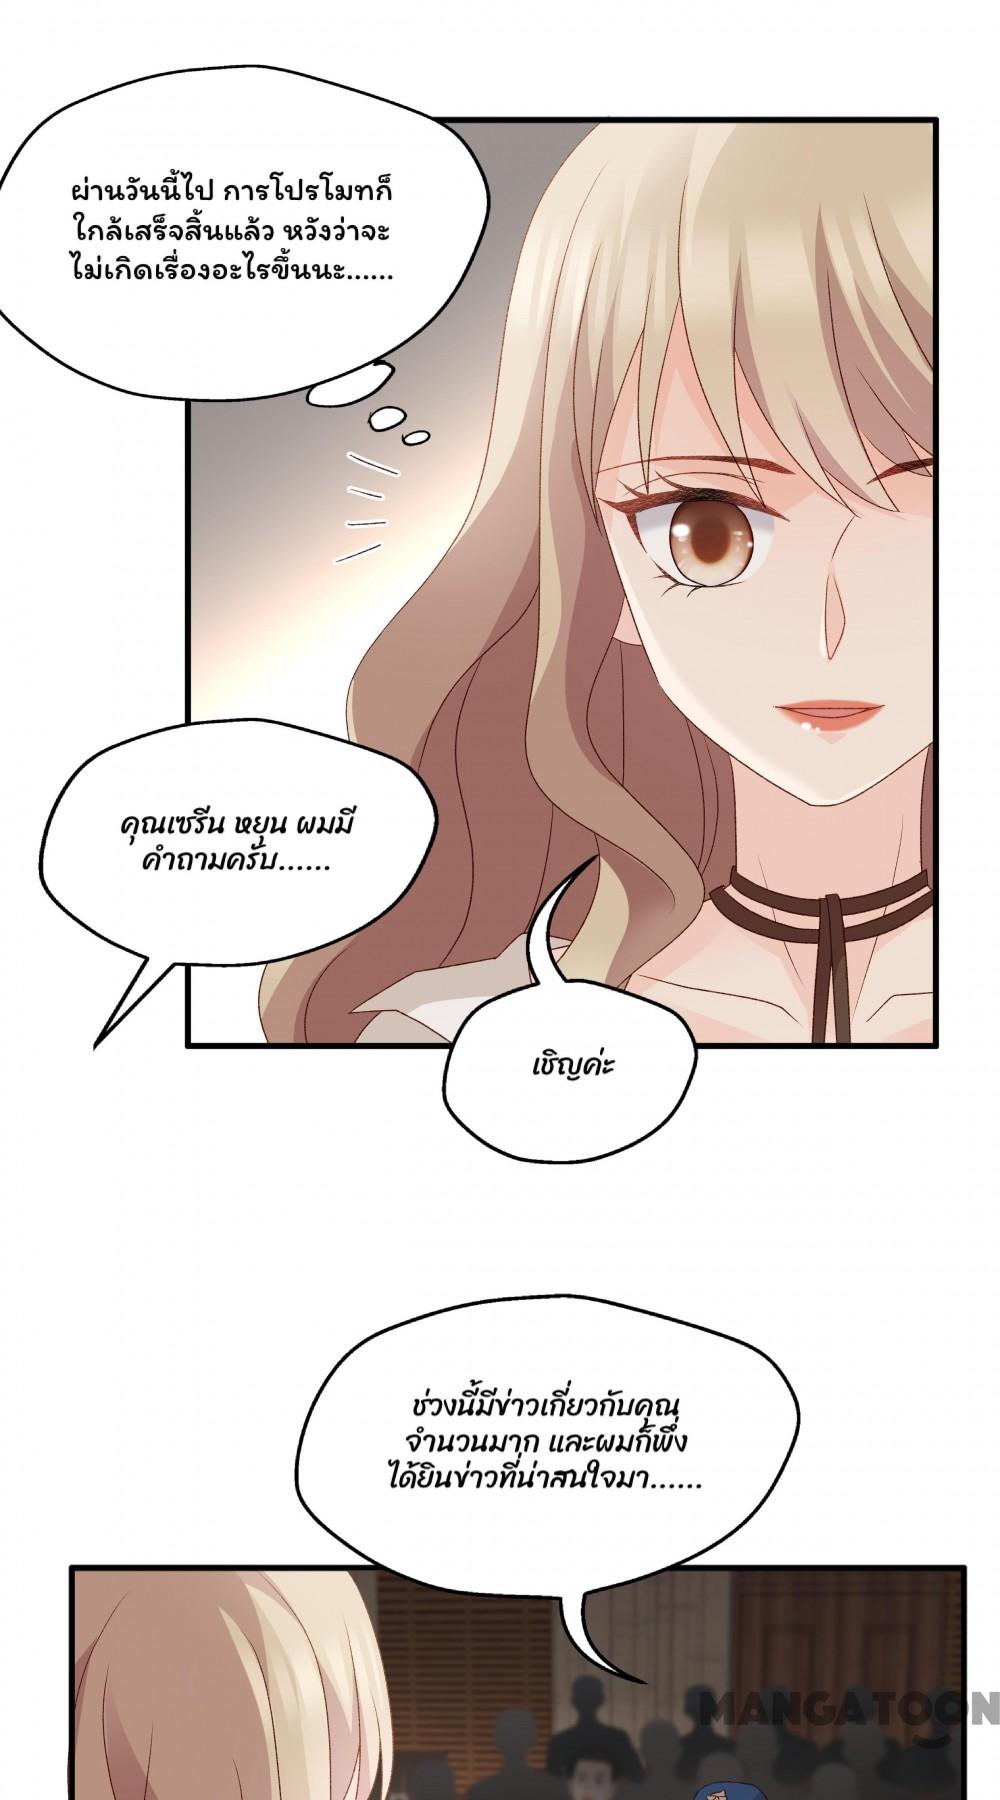 ผ่านวันนี้ไป การโปรโมทก็
ใกล้เสร็จสิ้นแล้ว หวังว่าจะ
ไม่เกิดเรื่องอะไรขึ้นนะ......
คุณเซรีน หยุน ผมมี
คำถามครับ......
เชิญค่ะ
ช่วงนี้มีข่าวเกี่ยวกับคุณ
จำนวนมาก และผมก็พึ่ง
ได้ยินข่าวที่น่าสนใจมา......
MANGATOON